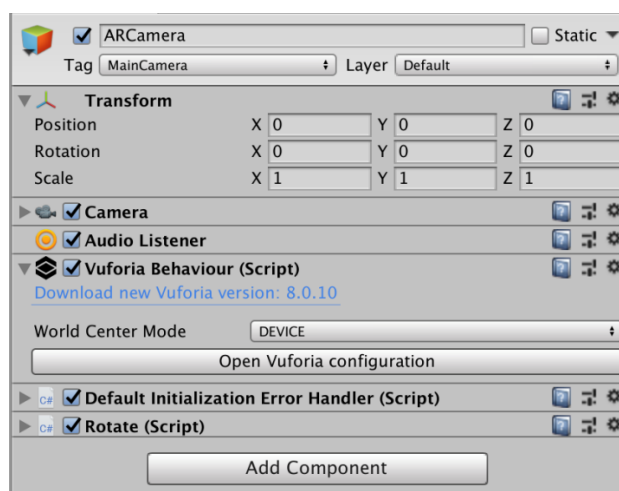 ARCamera Static
Tag MainCamera Layer Default
Transform
Position X 0 Y 0 Z 0
Rotation X 0 Y 0 Z 0
Scale X 1 Y 1 Z 1
Camera
Audio Listener
Vuforia Behaviour (Script)
Download new Vuforia version: 8.0.10
World Center Mode DEVICE
Open Vuforia configuration
C# Default Initialization Error Handler (Script)
C# Rotate (Script)
Add Component